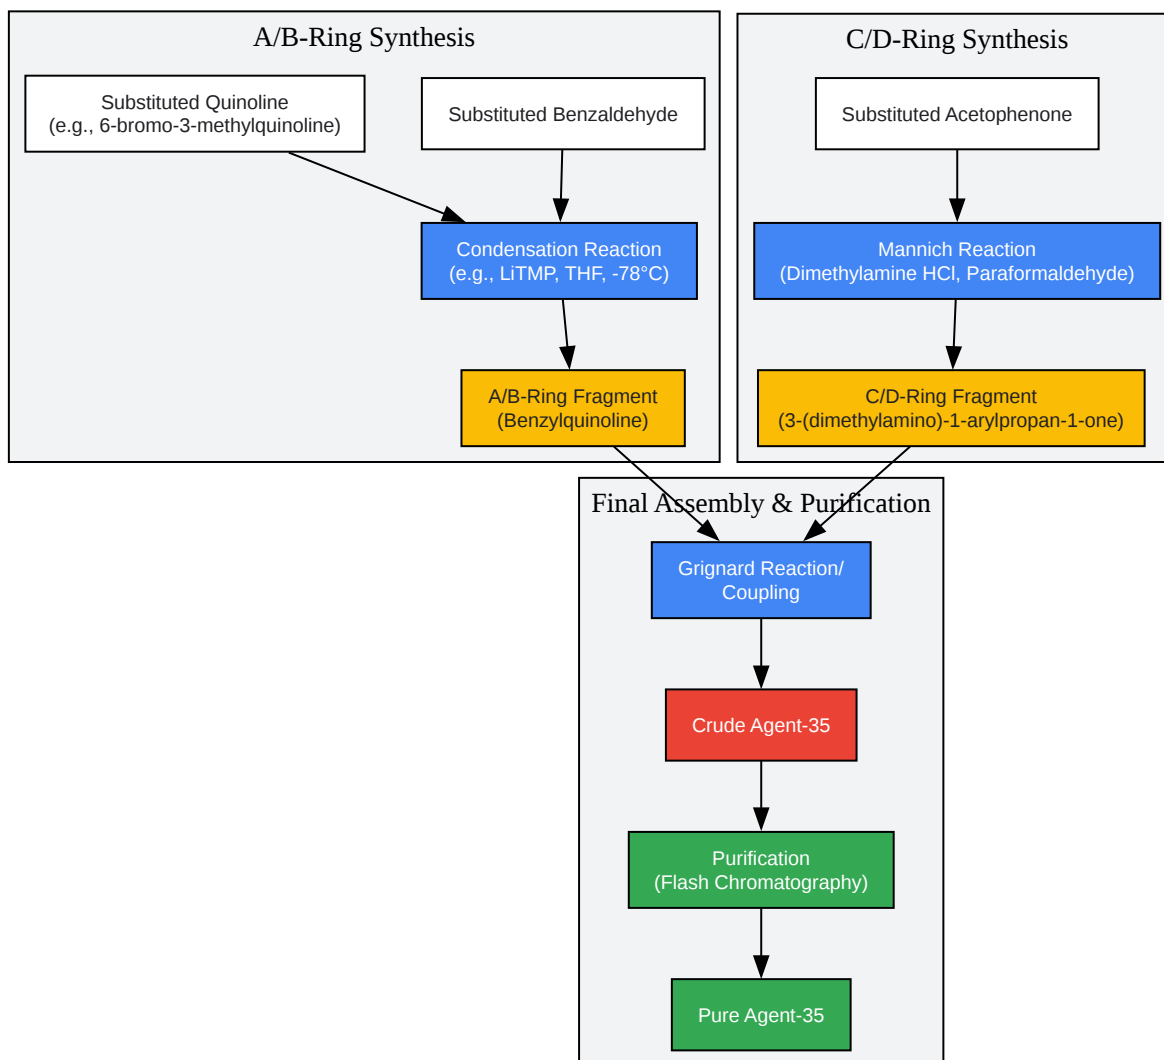 A/B-Ring Synthesis
Substituted Quinoline
(e.g., 6-bromo-3-methylquinoline)
Substituted Benzaldehyde
Condensation Reaction
(e.g., LiTMP, THF, -78°C)
A/B-Ring Fragment
(Benzylquinoline)
C/D-Ring Synthesis
Substituted Acetophenone
Mannich Reaction
(Dimethylamine HCl, Paraformaldehyde)
C/D-Ring Fragment
(3-(dimethylamino)-1-arylpropan-1-one)
Final Assembly & Purification
Grignard Reaction/
Coupling
Crude Agent-35
Purification
(Flash Chromatography)
Pure Agent-35